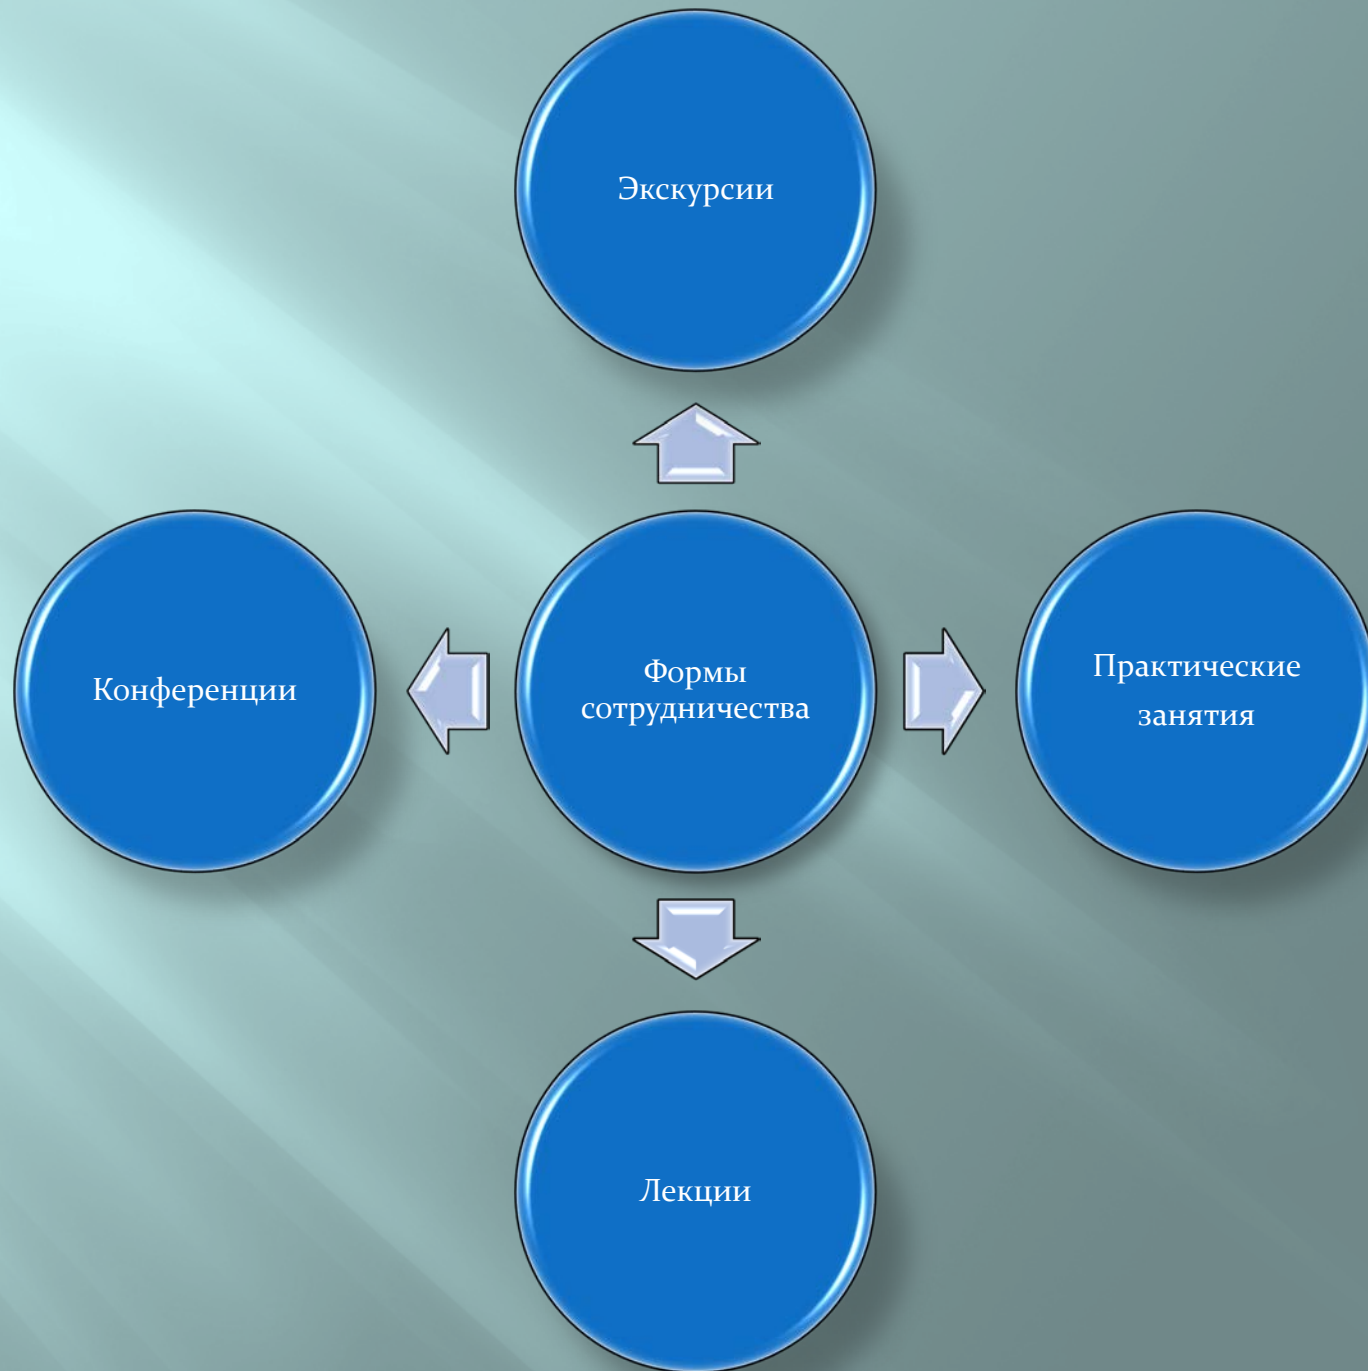 Экскурсии
Конференции
Формы
сотрудничества
Практические
занятия
Лекции